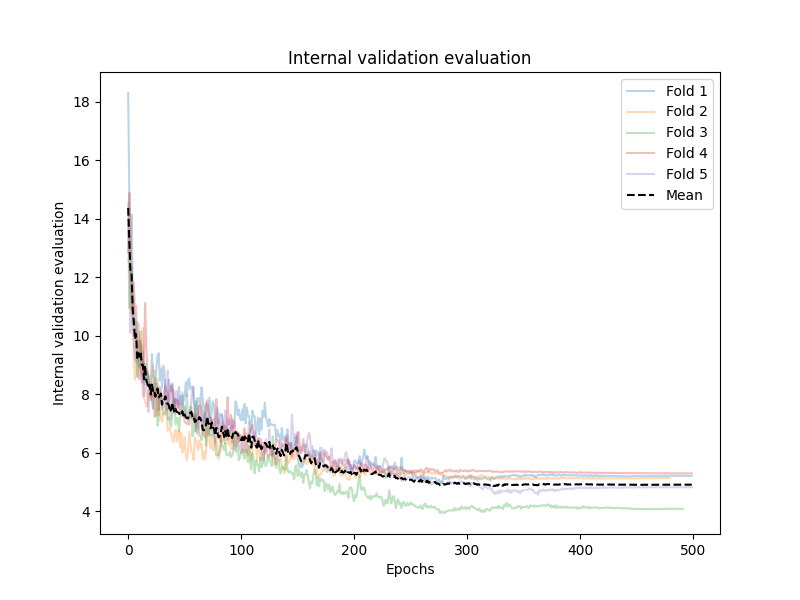 Internal validation evaluation
Internal validation evaluation
18
16
14
12
10
8
6
4
0
100
200
300
400
500
Epochs
Fold 1
Fold 2
Fold 3
Fold 4
Fold 5
Mean